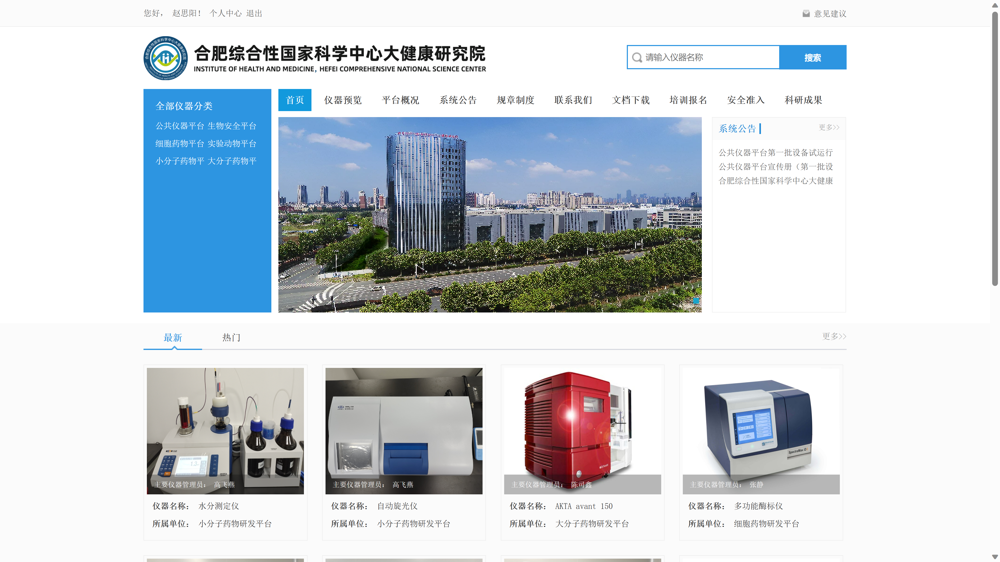 您好， 赵思阳！ 个人中心 退出
意见建议
合肥综合性国家科学中心大健康研究院
INSTITUTE OF HEALTH AND MEDICINE, HEFEI COMPREHENSIVE NATIONAL SCIENCE CENTER
请输入仪器名称
搜索
全部仪器分类
公共仪器平台 生物安全平台
细胞药物平台 实验动物平台
小分子药物平 大分子药物平
首页 仪器预览 平台概况 系统公告 规章制度 联系我们 文档下载 培训报名 安全准入 科研成果
系统公告
更多>>
公共仪器平台第一批设备试运行
公共仪器平台宣传册（第一批设
合肥综合性国家科学中心大健康
最新 热门
更多>>
主要仪器管理员： 高飞燕
仪器名称： 水分测定仪
所属单位： 小分子药物研发平台
主要仪器管理员： 高飞燕
仪器名称： 自动旋光仪
所属单位： 小分子药物研发平台
主要仪器管理员： 陈可鑫
仪器名称： AKTA avant 150
所属单位： 大分子药物研发平台
SpectraMax iD3
主要仪器管理员： 张静
仪器名称： 多功能酶标仪
所属单位： 细胞药物研发平台